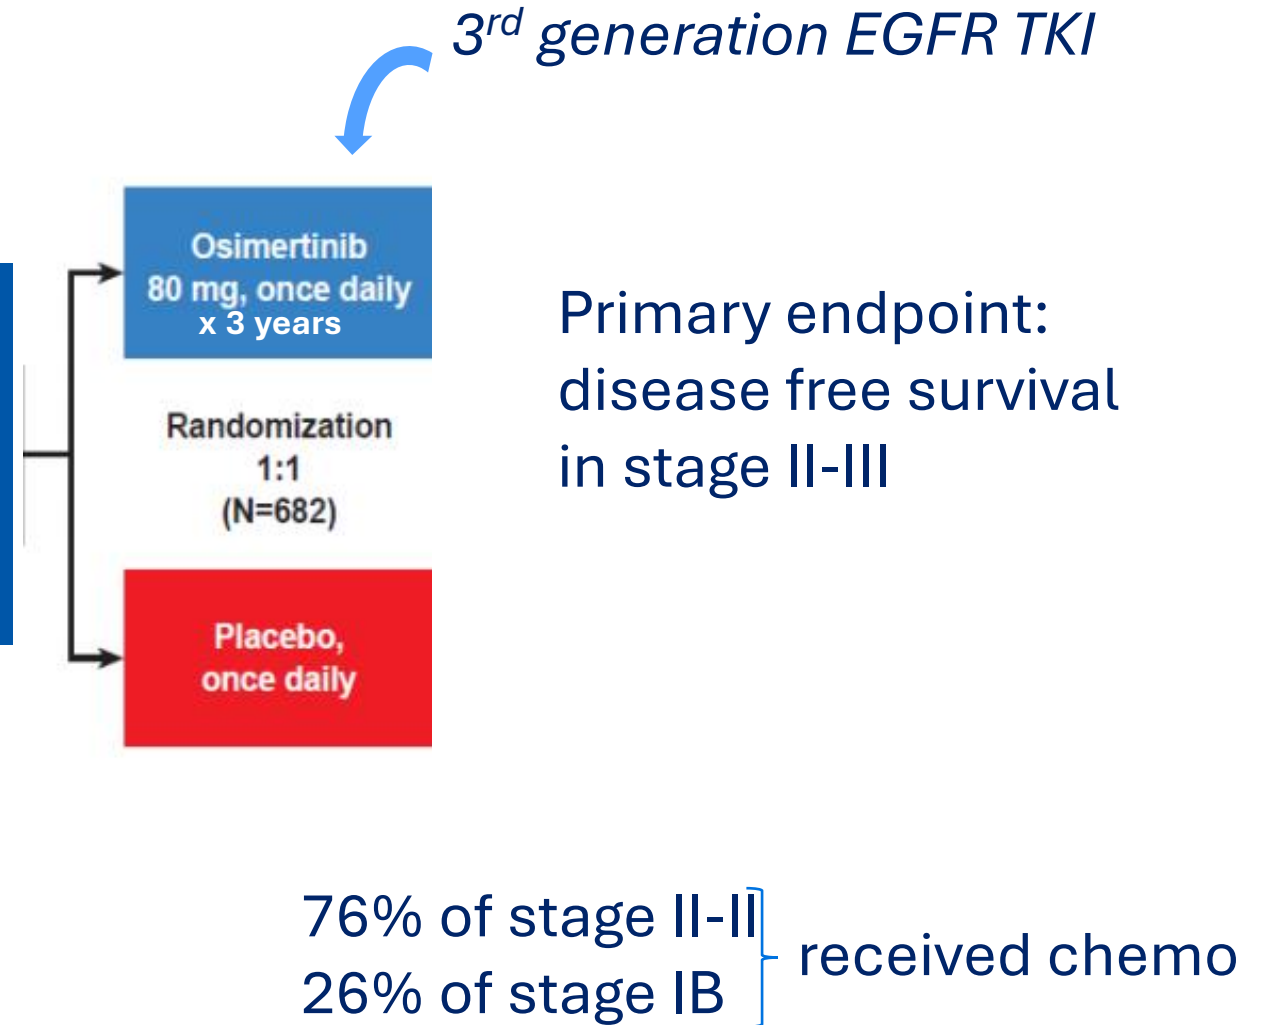 3rd generation EGFR TKI
Osimertinib
80 mg, once daily
x 3 years
Randomization
1:1
(N=682)
Placebo,
once daily
Primary endpoint:
disease free survival
in stage II-III
76% of stage II-II
26% of stage IB
received chemo